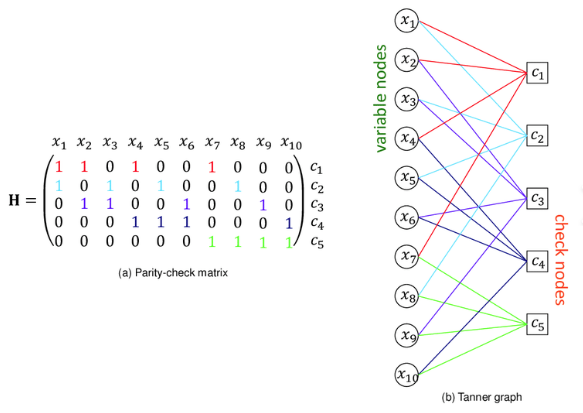 x1 x2 x3 x4 x5 x6 x7 x8 x9 x10
1 1 0 1 0 0 1 0 0 0 c1
1 0 1 0 1 0 0 1 0 0 c2
H = 0 1 1 0 0 1 0 0 1 0 c3
0 0 0 1 1 1 0 0 0 1 c4
0 0 0 0 0 0 1 1 1 1 c5
(a) Parity-check matrix
variable nodes
x1
x2
x3
x4
x5
x6
x7
x8
x9
x10
c1
c2
c3
c4
c5
check nodes
(b) Tanner graph